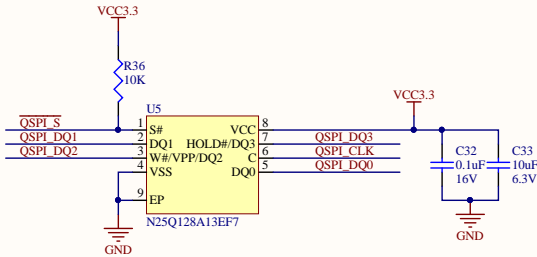 VCC3.3
R36
10K
VCC3.3
U5
QSPI_S 1 S# VCC 8
QSPI_DQ1 2 DQ1 HOLD#/DQ3 7 QSPI_DQ3
QSPI_DQ2 3 W#/VPP/DQ2 C 6 QSPI_CLK
4 VSS DQ0 5 QSPI_DQ0
9 EP
N25Q128A13EF7
GND
C32
0.1uF
16V
C33
10uF
6.3V
GND